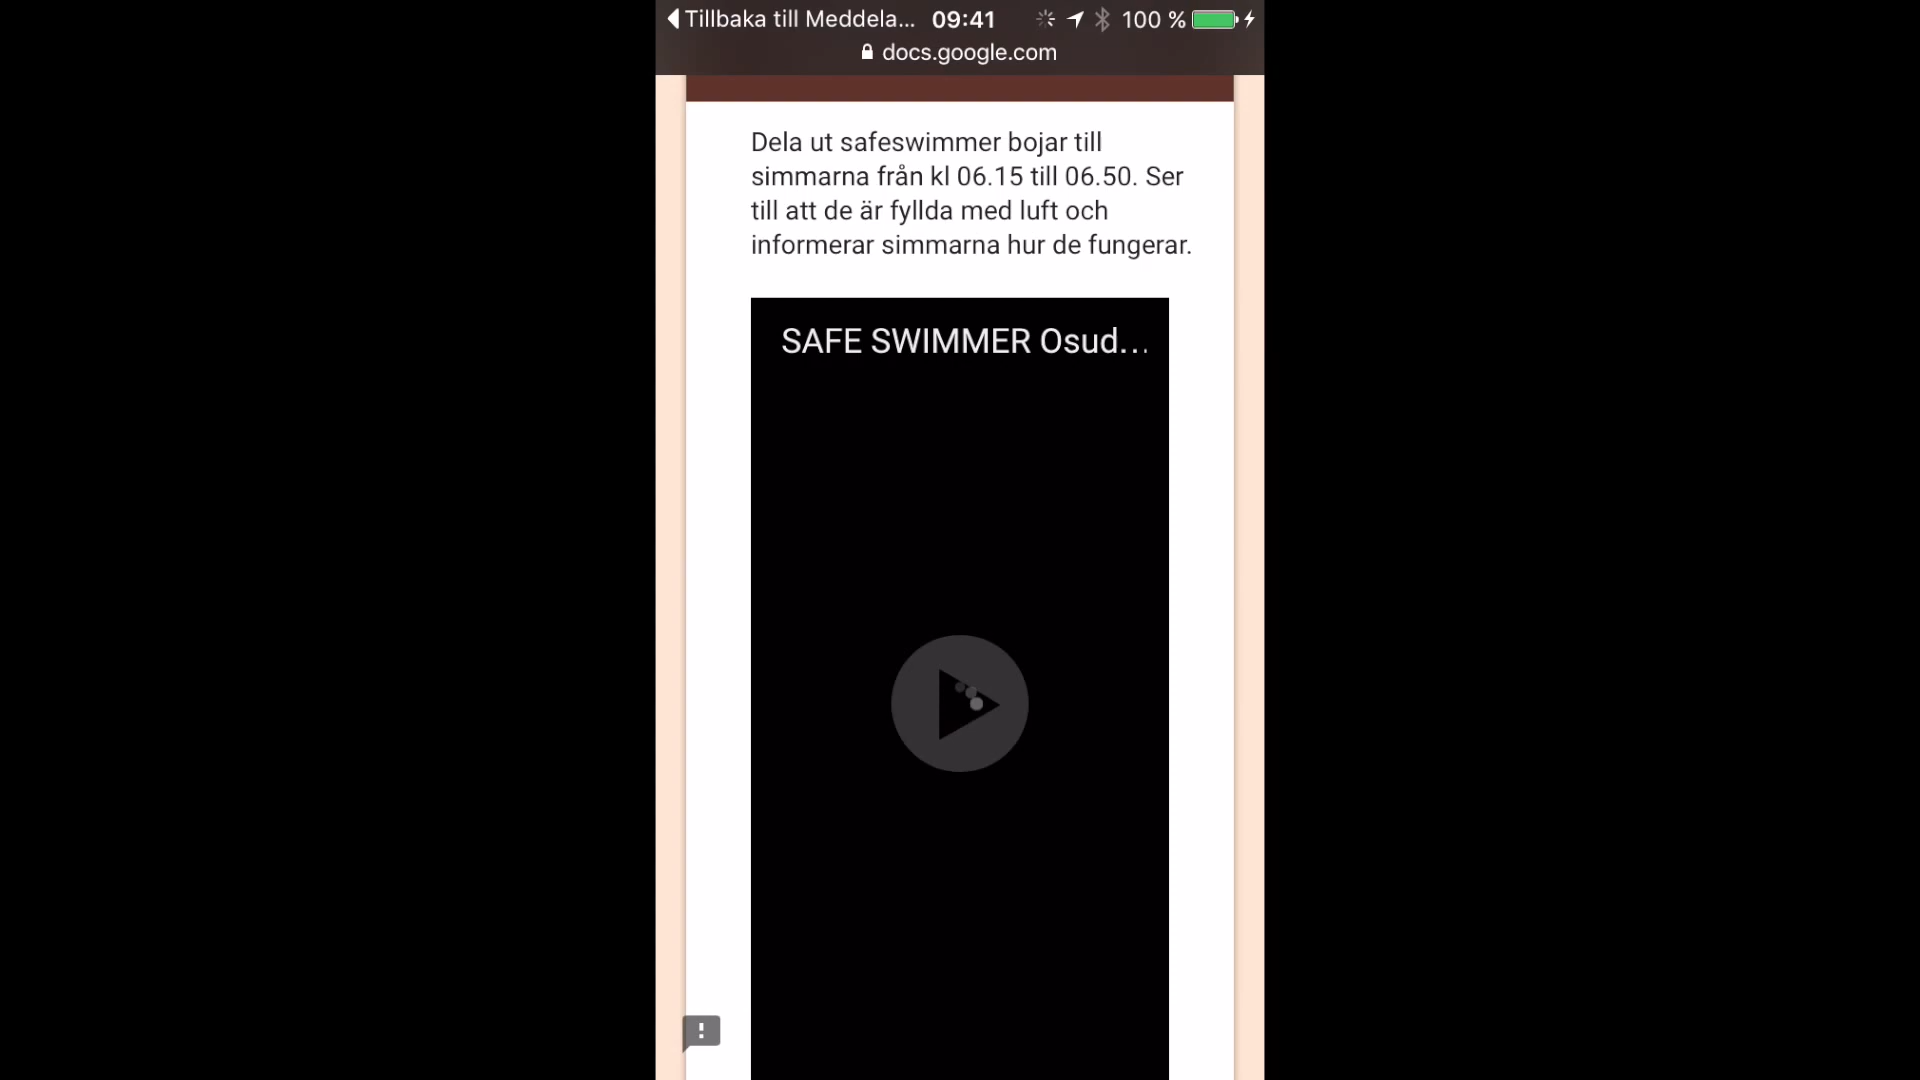 Tillbaka till Meddela... 09:41 100 %
docs.google.com
Dela ut safeswimmer bojar till
simmarna från kl 06.15 till 06.50. Ser
till att de är fyllda med luft och
informerar simmarna hur de fungerar.
SAFE SWIMMER Osud...